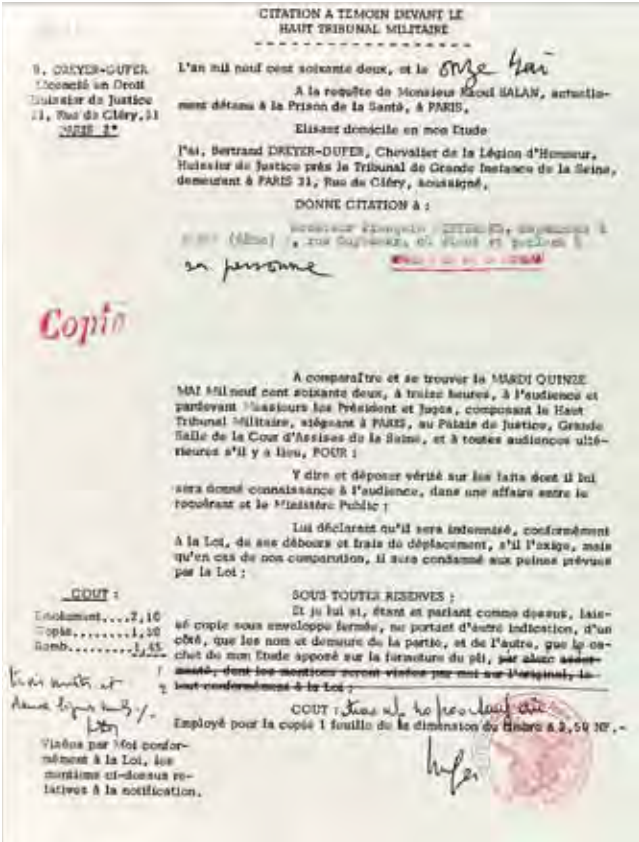 CITATION A TEMOIN DEVANT LE
HAUT TRIBUNAL MILITAIRE
B. DREYER-DUFER
Licencié en Droit
Huissier de Justice
31, Rue de Cléry, 31
PARIS 2°
L'an mil neuf cent soixante deux, et le onze Mai
A la requête de Monsieur Raoul SALAN, actuelle-
ment détenu à la Prison de la Santé, à PARIS,
Elisant domicile en mon Etude
J'ai, Bertrand DREYER-DUFER, Chevalier de la Légion d'Honneur,
Huissier de Justice près le Tribunal de Grande Instance de la Seine,
demeurant à PARIS 31, Rue de Cléry, soussigné,
DONNE CITATION à :
Monsieur François
rue et parlant à
sa personne
Copie
A comparaître et se trouver le MARDI QUINZE
MAI Mil neuf cent soixante deux, à treize heures, à l'audience et
pardevant Messieurs les Président et Juges, composant le Haut
Tribunal Militaire, siégeant à PARIS, au Palais de Justice, Grande
Salle de la Cour d'Assises de la Seine, et à toutes audiences ulté-
rieures s'il y a lieu, POUR :
Y dire et déposer vérité sur les faits dont il lui
sera donné connaissance à l'audience, dans une affaire entre le
requérant et le Ministère Public ;
Lui déclarant qu'il sera indemnisé, conformément
à la Loi, de ses débours et frais de déplacement, s'il l'exige, mais
qu'en cas de non comparution, il sera condamné aux peines prévues
par la Loi ;
COUT :
Emolument....2,10
Copie........1,50
Remb.........1,45
SOUS TOUTES RESERVES ;
Et je lui ai, étant et parlant comme dessus, lais-
sé copie sous enveloppe fermée, ne portant d'autre indication, d'un
côté, que les nom et demeure de la partie, et de l'autre, que le ca-
chet de mon Etude apposé sur la fermeture du pli,
dont les mentions seront visées par moi sur l'original, le
tout conformément à la Loi ;
COUT :
Employé pour la copie 1 feuille de la dimension du timbre à 2,50 NF.-
Visées par Moi confor-
mément à la Loi, les
mentions ci-dessus re-
latives à la notification.